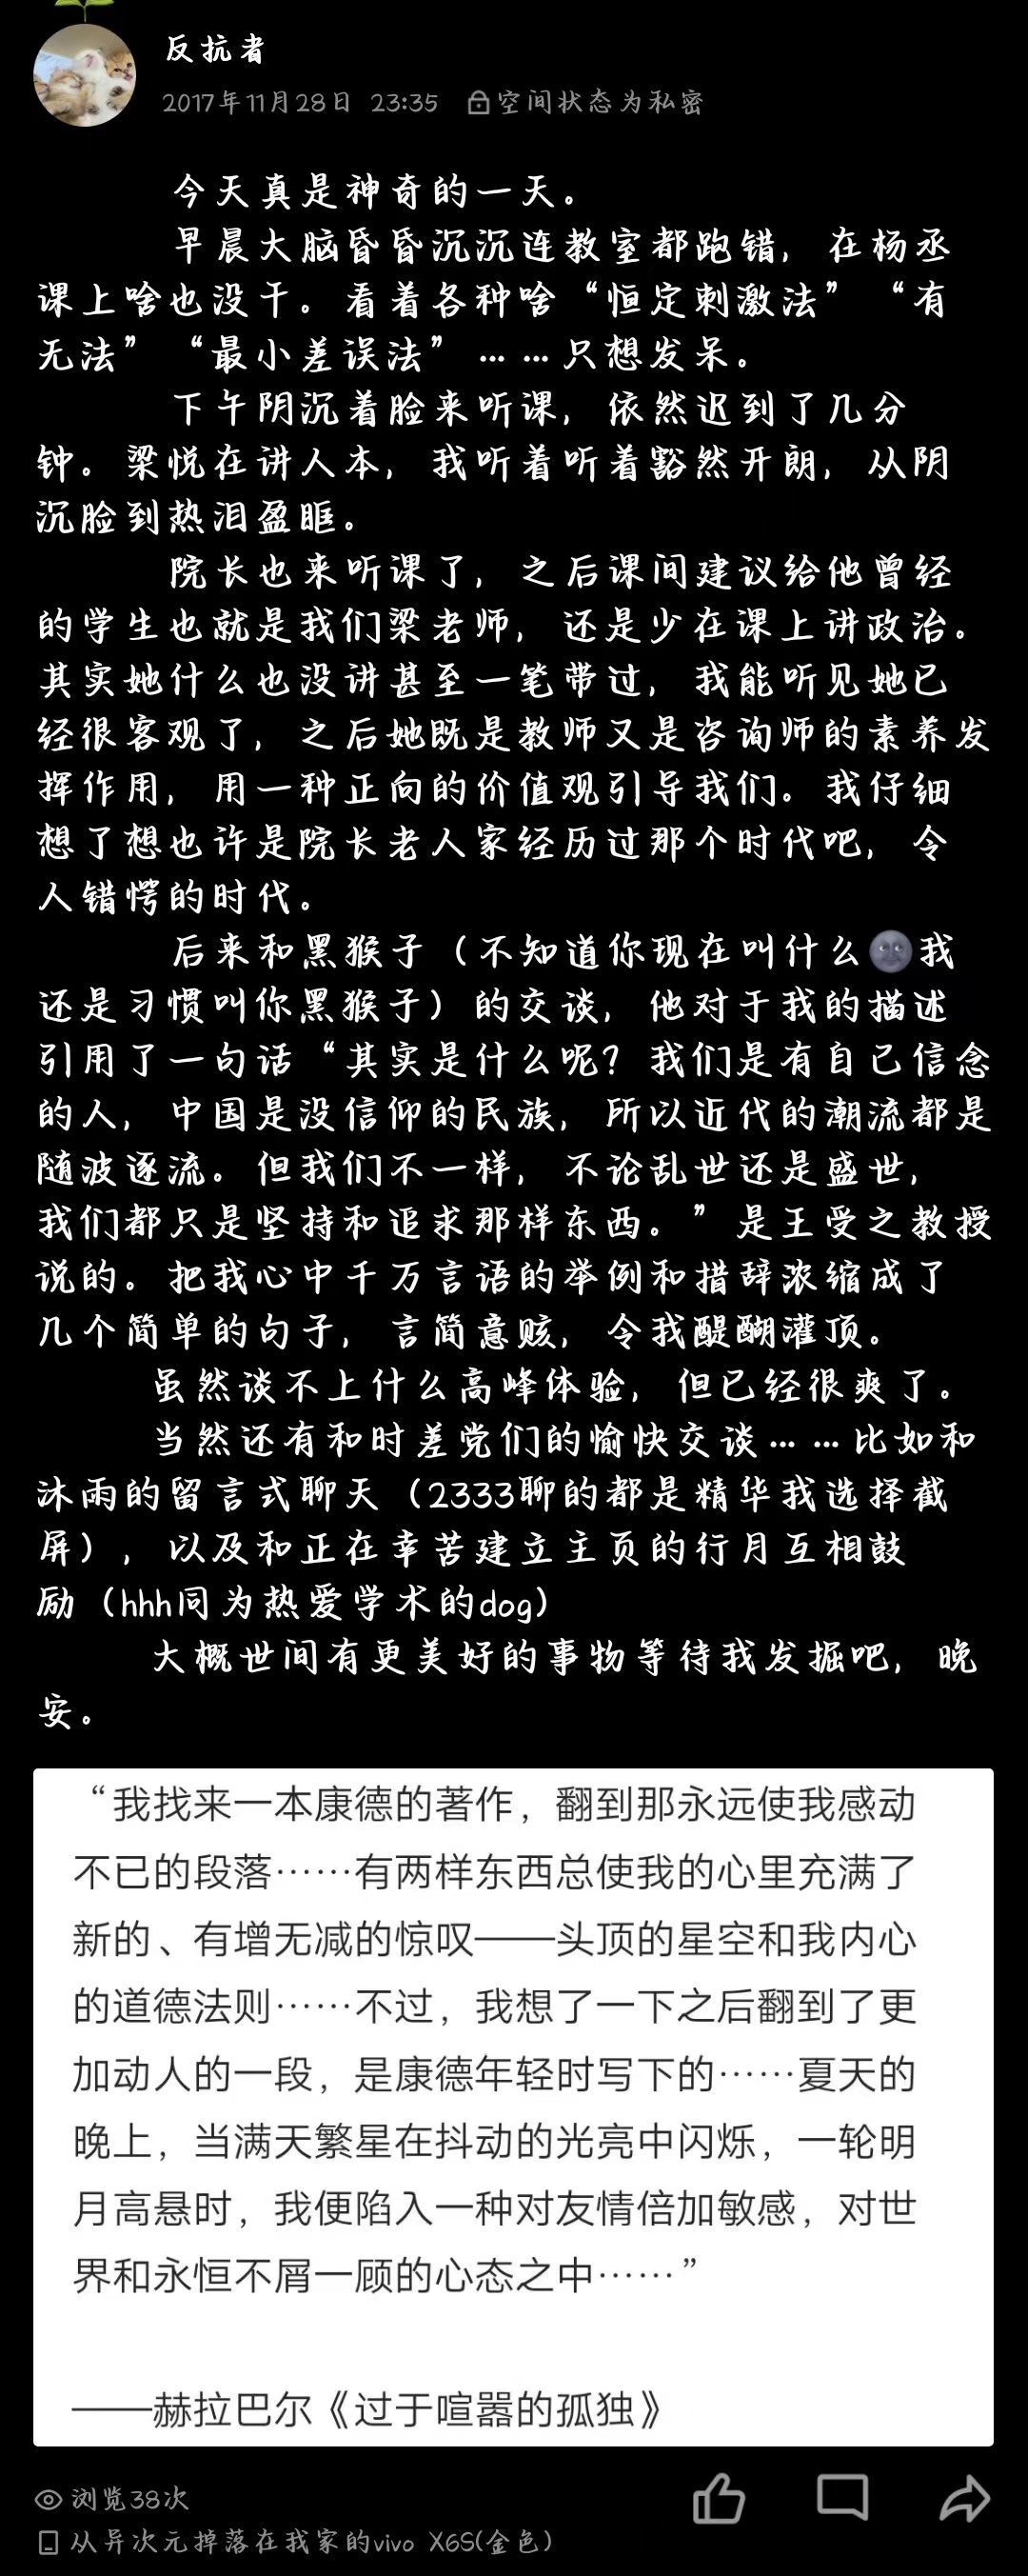 反抗者
2017年11月28日 23:35 空间状态为私密
今天真是神奇的一天。
早晨大脑昏昏沉沉连教室都跑错，在杨丞
课上啥也没干。看着各种啥“恒定刺激法”“有
无法”“最小差误法”……只想发呆。
下午阴沉着脸来听课，依然迟到了几分
钟。梁悦在讲人本，我听着听着豁然开朗，从阴
沉脸到热泪盈眶。
院长也来听课了，之后课间建议给他曾经
的学生也就是我们梁老师，还是少在课上讲政治。
其实她什么也没讲甚至一笔带过，我能听见她已
经很客观了，之后她既是教师又是咨询师的素养发
挥作用，用一种正向的价值观引导我们。我仔细
想了想也许是院长老人家经历过那个时代吧，令
人错愕的时代。
后来和黑猴子（不知道你现在叫什么🌚我
还是习惯叫你黑猴子）的交谈，他对于我的描述
引用了一句话“其实是什么呢？我们是有自己信念
的人，中国是没信仰的民族，所以近代的潮流都是
随波逐流。但我们不一样，不论乱世还是盛世，
我们都只是坚持和追求那样东西。”是王受之教授
说的。把我心中千万言语的举例和措辞浓缩成了
几个简单的句子，言简意赅，令我醍醐灌顶。
虽然谈不上什么高峰体验，但已经很爽了。
当然还有和时差党们的愉快交谈……比如和
沐雨的留言式聊天（2333聊的都是精华我选择截
屏），以及和正在幸苦建立主页的行月互相鼓
励（hhh同为热爱学术的dog）
大概世间有更美好的事物等待我发掘吧，晚
安。
“我找来一本康德的著作，翻到那永远使我感动
不已的段落……有两样东西总使我的心里充满了
新的、有增无减的惊叹——头顶的星空和我内心
的道德法则……不过，我想了一下之后翻到了更
加动人的一段，是康德年轻时写下的……夏天的
晚上，当满天繁星在抖动的光亮中闪烁，一轮明
月高悬时，我便陷入一种对友情倍加敏感，对世
界和永恒不屑一顾的心态之中……”
——赫拉巴尔《过于喧嚣的孤独》
浏览38次
从异次元掉落在我家的vivo X6S(金色)